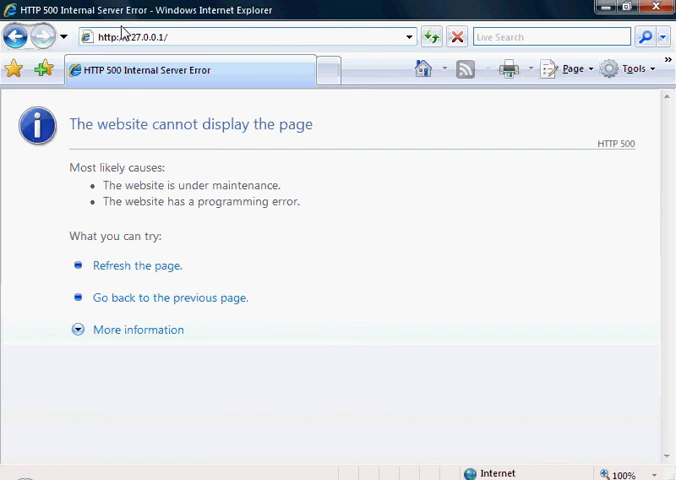 HTTP 500 Internal Server Error - Windows Internet Explorer
27.0.0.1/
Live Search
HTTP 500 Internal Server Error
Page
Tools
The website cannot display the page
HTTP 500
Most likely causes:
The website is under maintenance.
The website has a programming error.
What you can try:
Refresh the page.
Go back to the previous page.
More information
Internet
100%